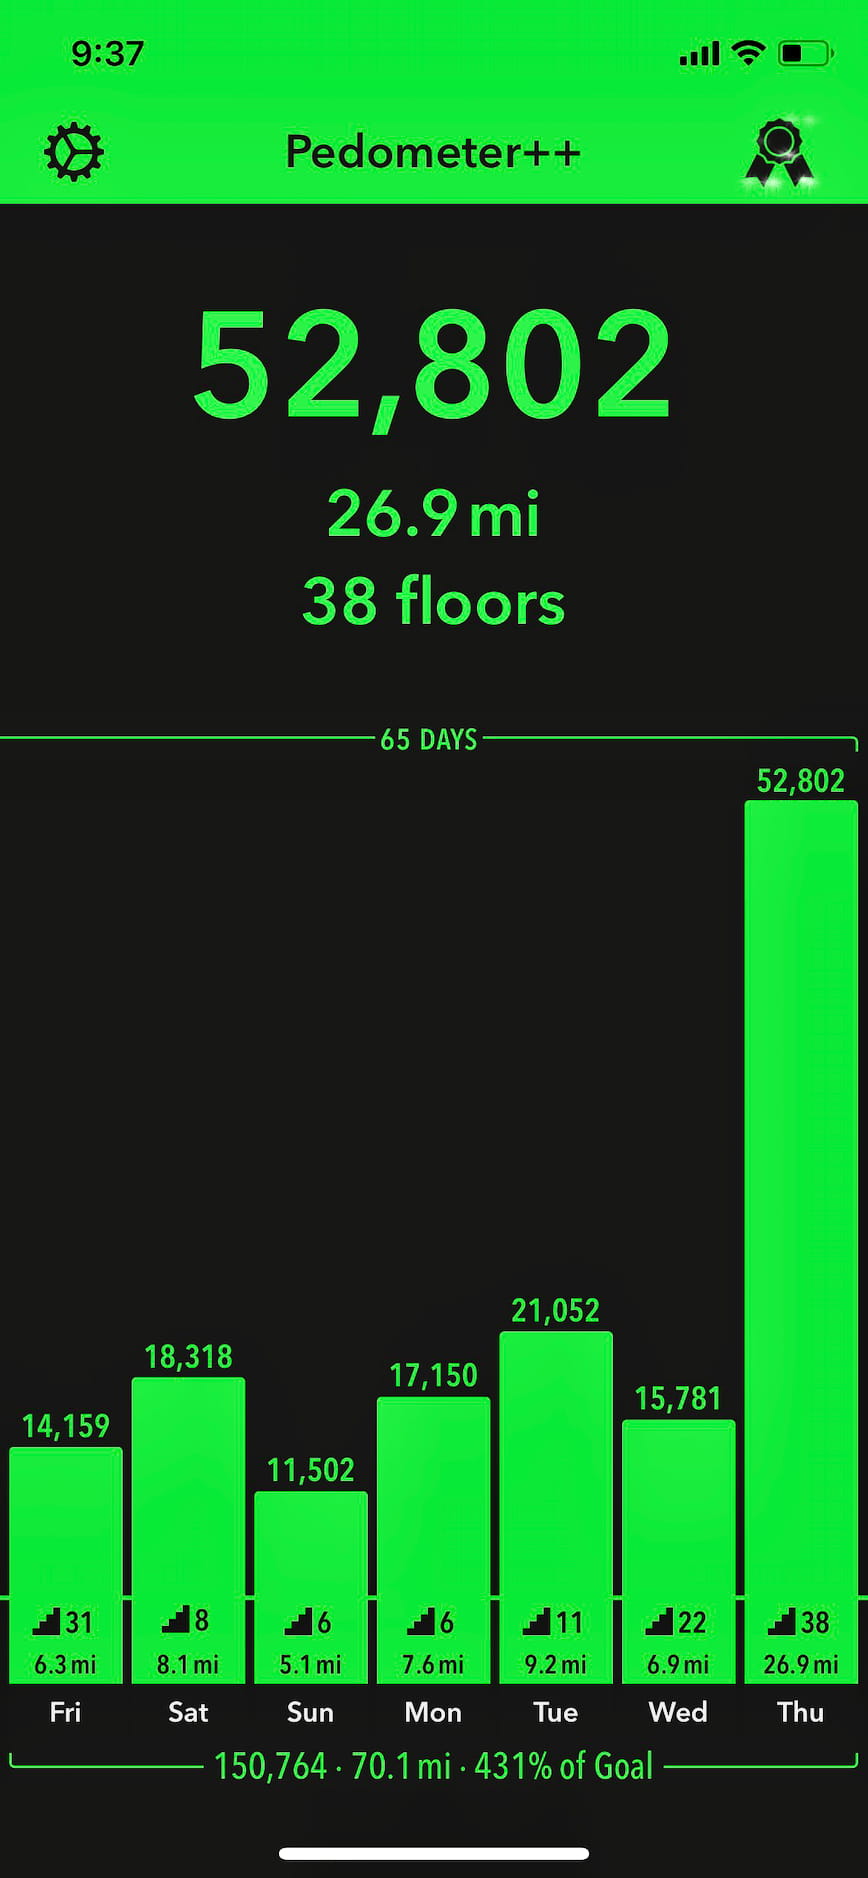 9:37
Pedometer++
52,802
26.9 mi
38 floors
65 DAYS
52,802
21,052
18,318
17,150
15,781
14,159
11,502
31 8 6 6 11 22 38
6.3 mi 8.1 mi 5.1 mi 7.6 mi 9.2 mi 6.9 mi 26.9 mi
Fri Sat Sun Mon Tue Wed Thu
150,764 · 70.1 mi · 431% of Goal